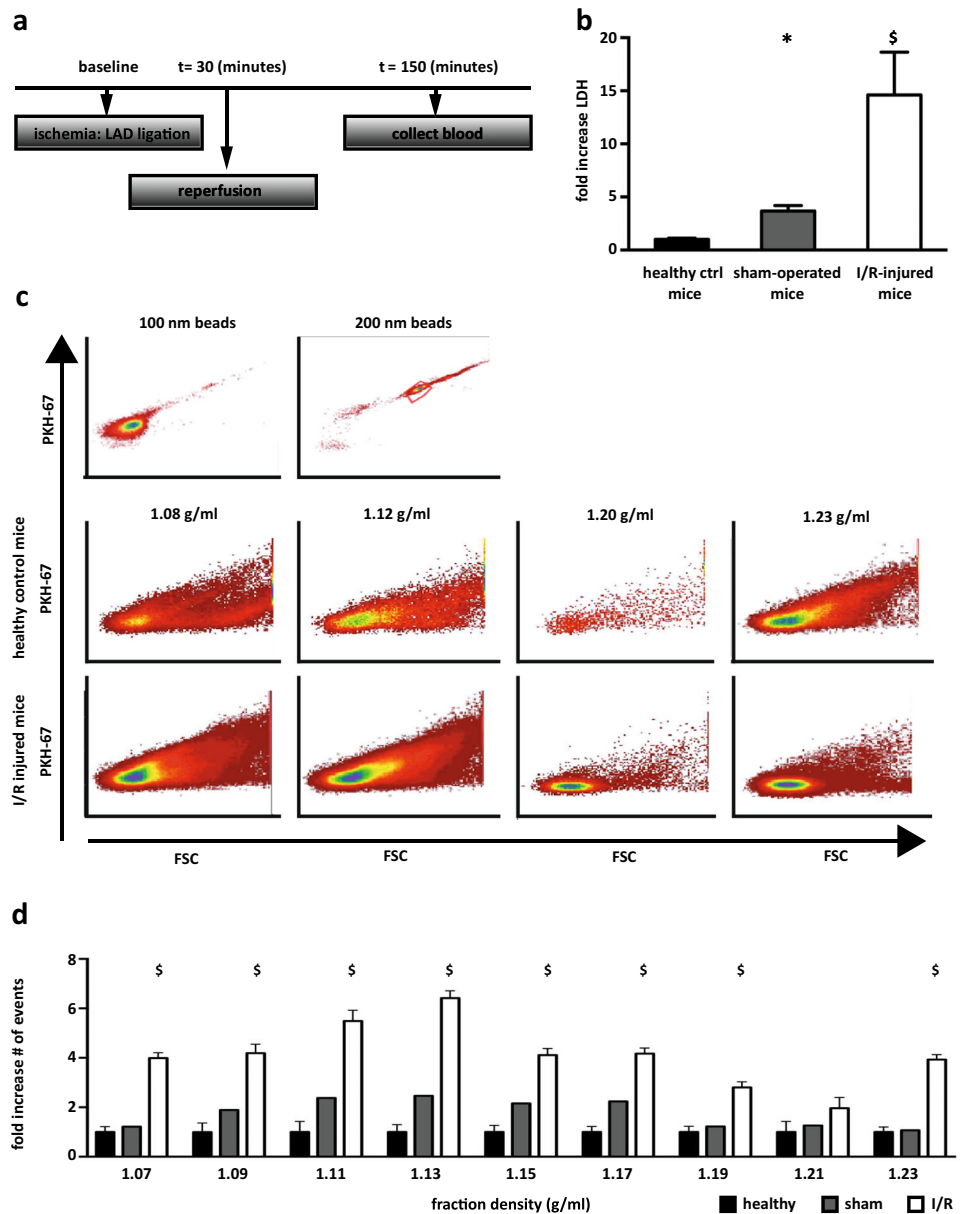 a
baseline
t= 30 (minutes)
t = 150 (minutes)
ischemia: LAD ligation
collect blood
reperfusion
b
fold increase LDH
20
15
10
5
0
*
$
healthy ctrl
mice
sham-operated
mice
I/R-injured
mice
c
100 nm beads
200 nm beads
PKH-67
healthy control mice
PKH-67
1.08 g/ml
1.12 g/ml
1.20 g/ml
1.23 g/ml
I/R injured mice
PKH-67
FSC
FSC
FSC
FSC
d
fold increase # of events
8
6
4
2
0
$
$
$
$
$
$
$
$
1.07
1.09
1.11
1.13
1.15
1.17
1.19
1.21
1.23
fraction density (g/ml)
healthy
sham
I/R